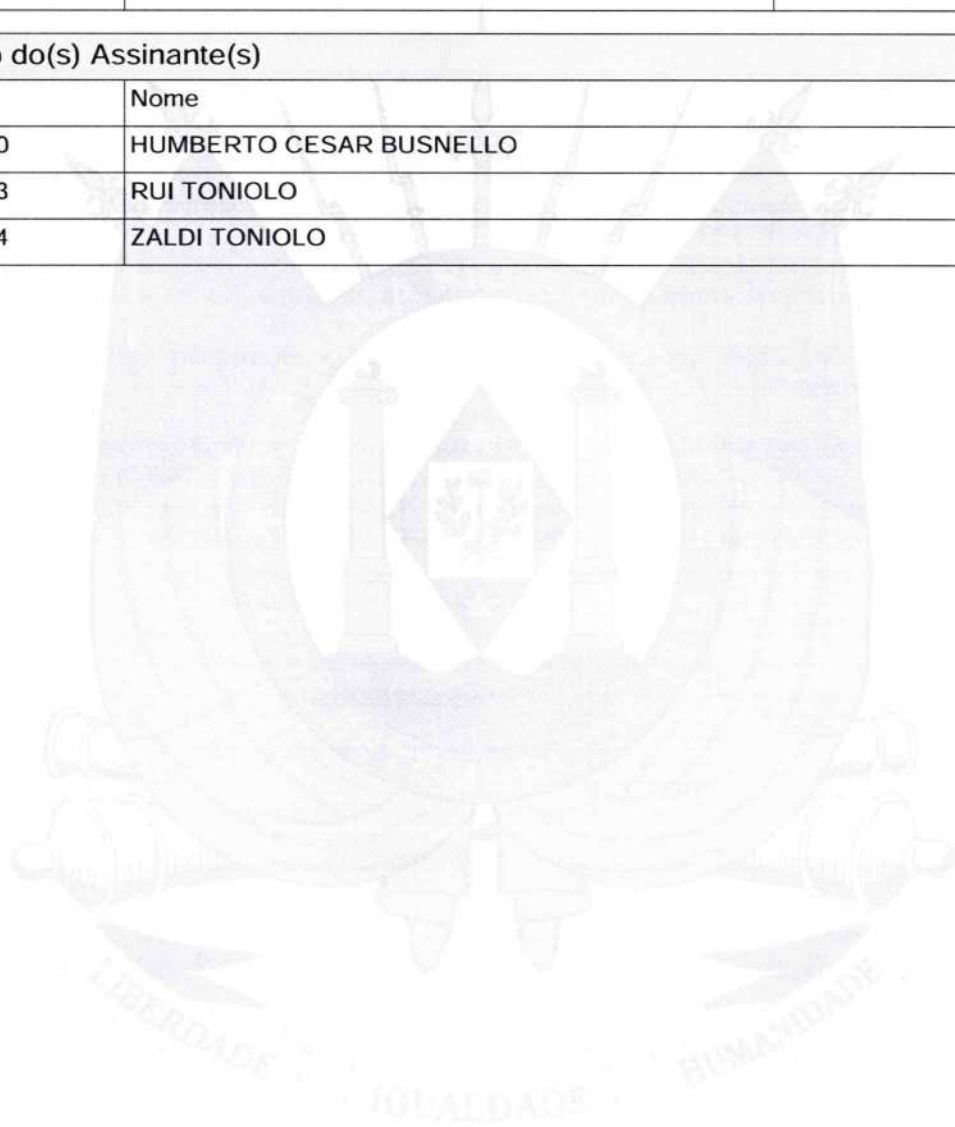 do(s) Assinante(s)
Nome
0 HUMBERTO CESAR BUSNELLO
3 RUI TONIOLO
4 ZALDI TONIOLO
LIBERDADE IGUALDADE HUMANIDADE